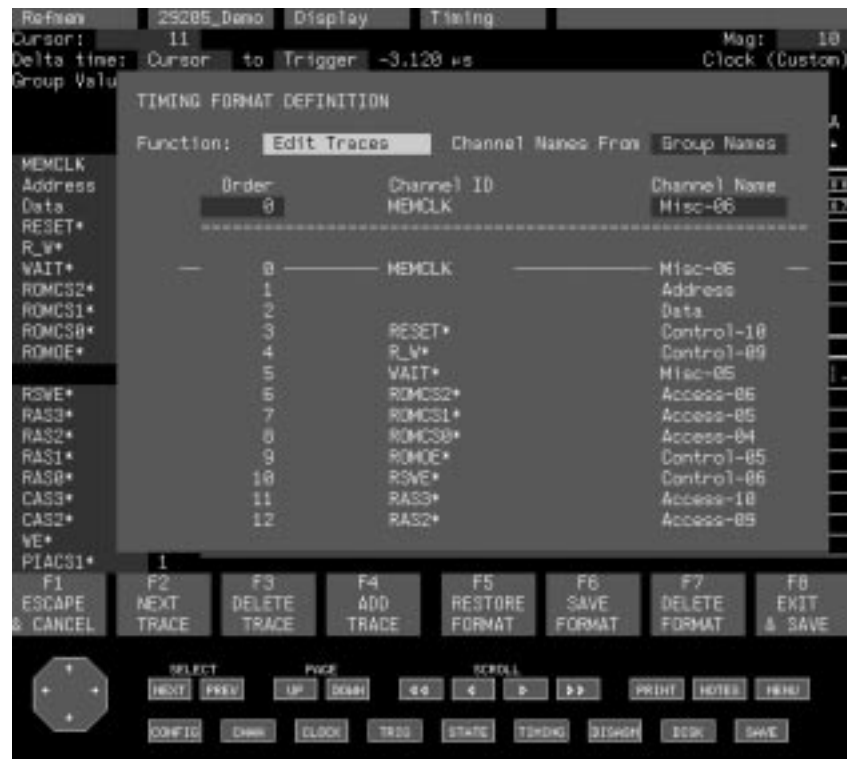 Refmem 29205_Demo Display Timing
Cursor: 11 Mag: 10
Delta time: Cursor to Trigger -3.120 µs Clock (Custom)
Group Valu
TIMING FORMAT DEFINITION
Function: Edit Traces Channel Names From Group Names
MEMCLK
Address
Data
RESET*
R_W*
WAIT*
ROMCS2*
ROMCS1*
ROMCS0*
ROMOE*
RSWE*
RAS3*
RAS2*
RAS1*
RAS0*
CAS3*
CAS2*
WE*
PIACS1* 1
Order Channel ID Channel Name
0 MEMCLK Misc-06
0 MEMCLK Misc-06
1 Address
2 Data
3 RESET* Control-10
4 R_W* Control-09
5 WAIT* Misc-05
6 ROMCS2* Access-06
7 ROMCS1* Access-05
8 ROMCS0* Access-04
9 ROMOE* Control-05
10 RSWE* Control-06
11 RAS3* Access-10
12 RAS2* Access-09
F1 F2 F3 F4 F5 F6 F7 F8
ESCAPE NEXT DELETE ADD RESTORE SAVE DELETE EXIT
& CANCEL TRACE TRACE TRACE FORMAT FORMAT FORMAT & SAVE
SELECT PAGE SCROLL
NEXT PREV UP DOWN PRINT NOTES MENU
CONFIG CHAN CLOCK TRIG STATE TIMING DISASM DISK SAVE